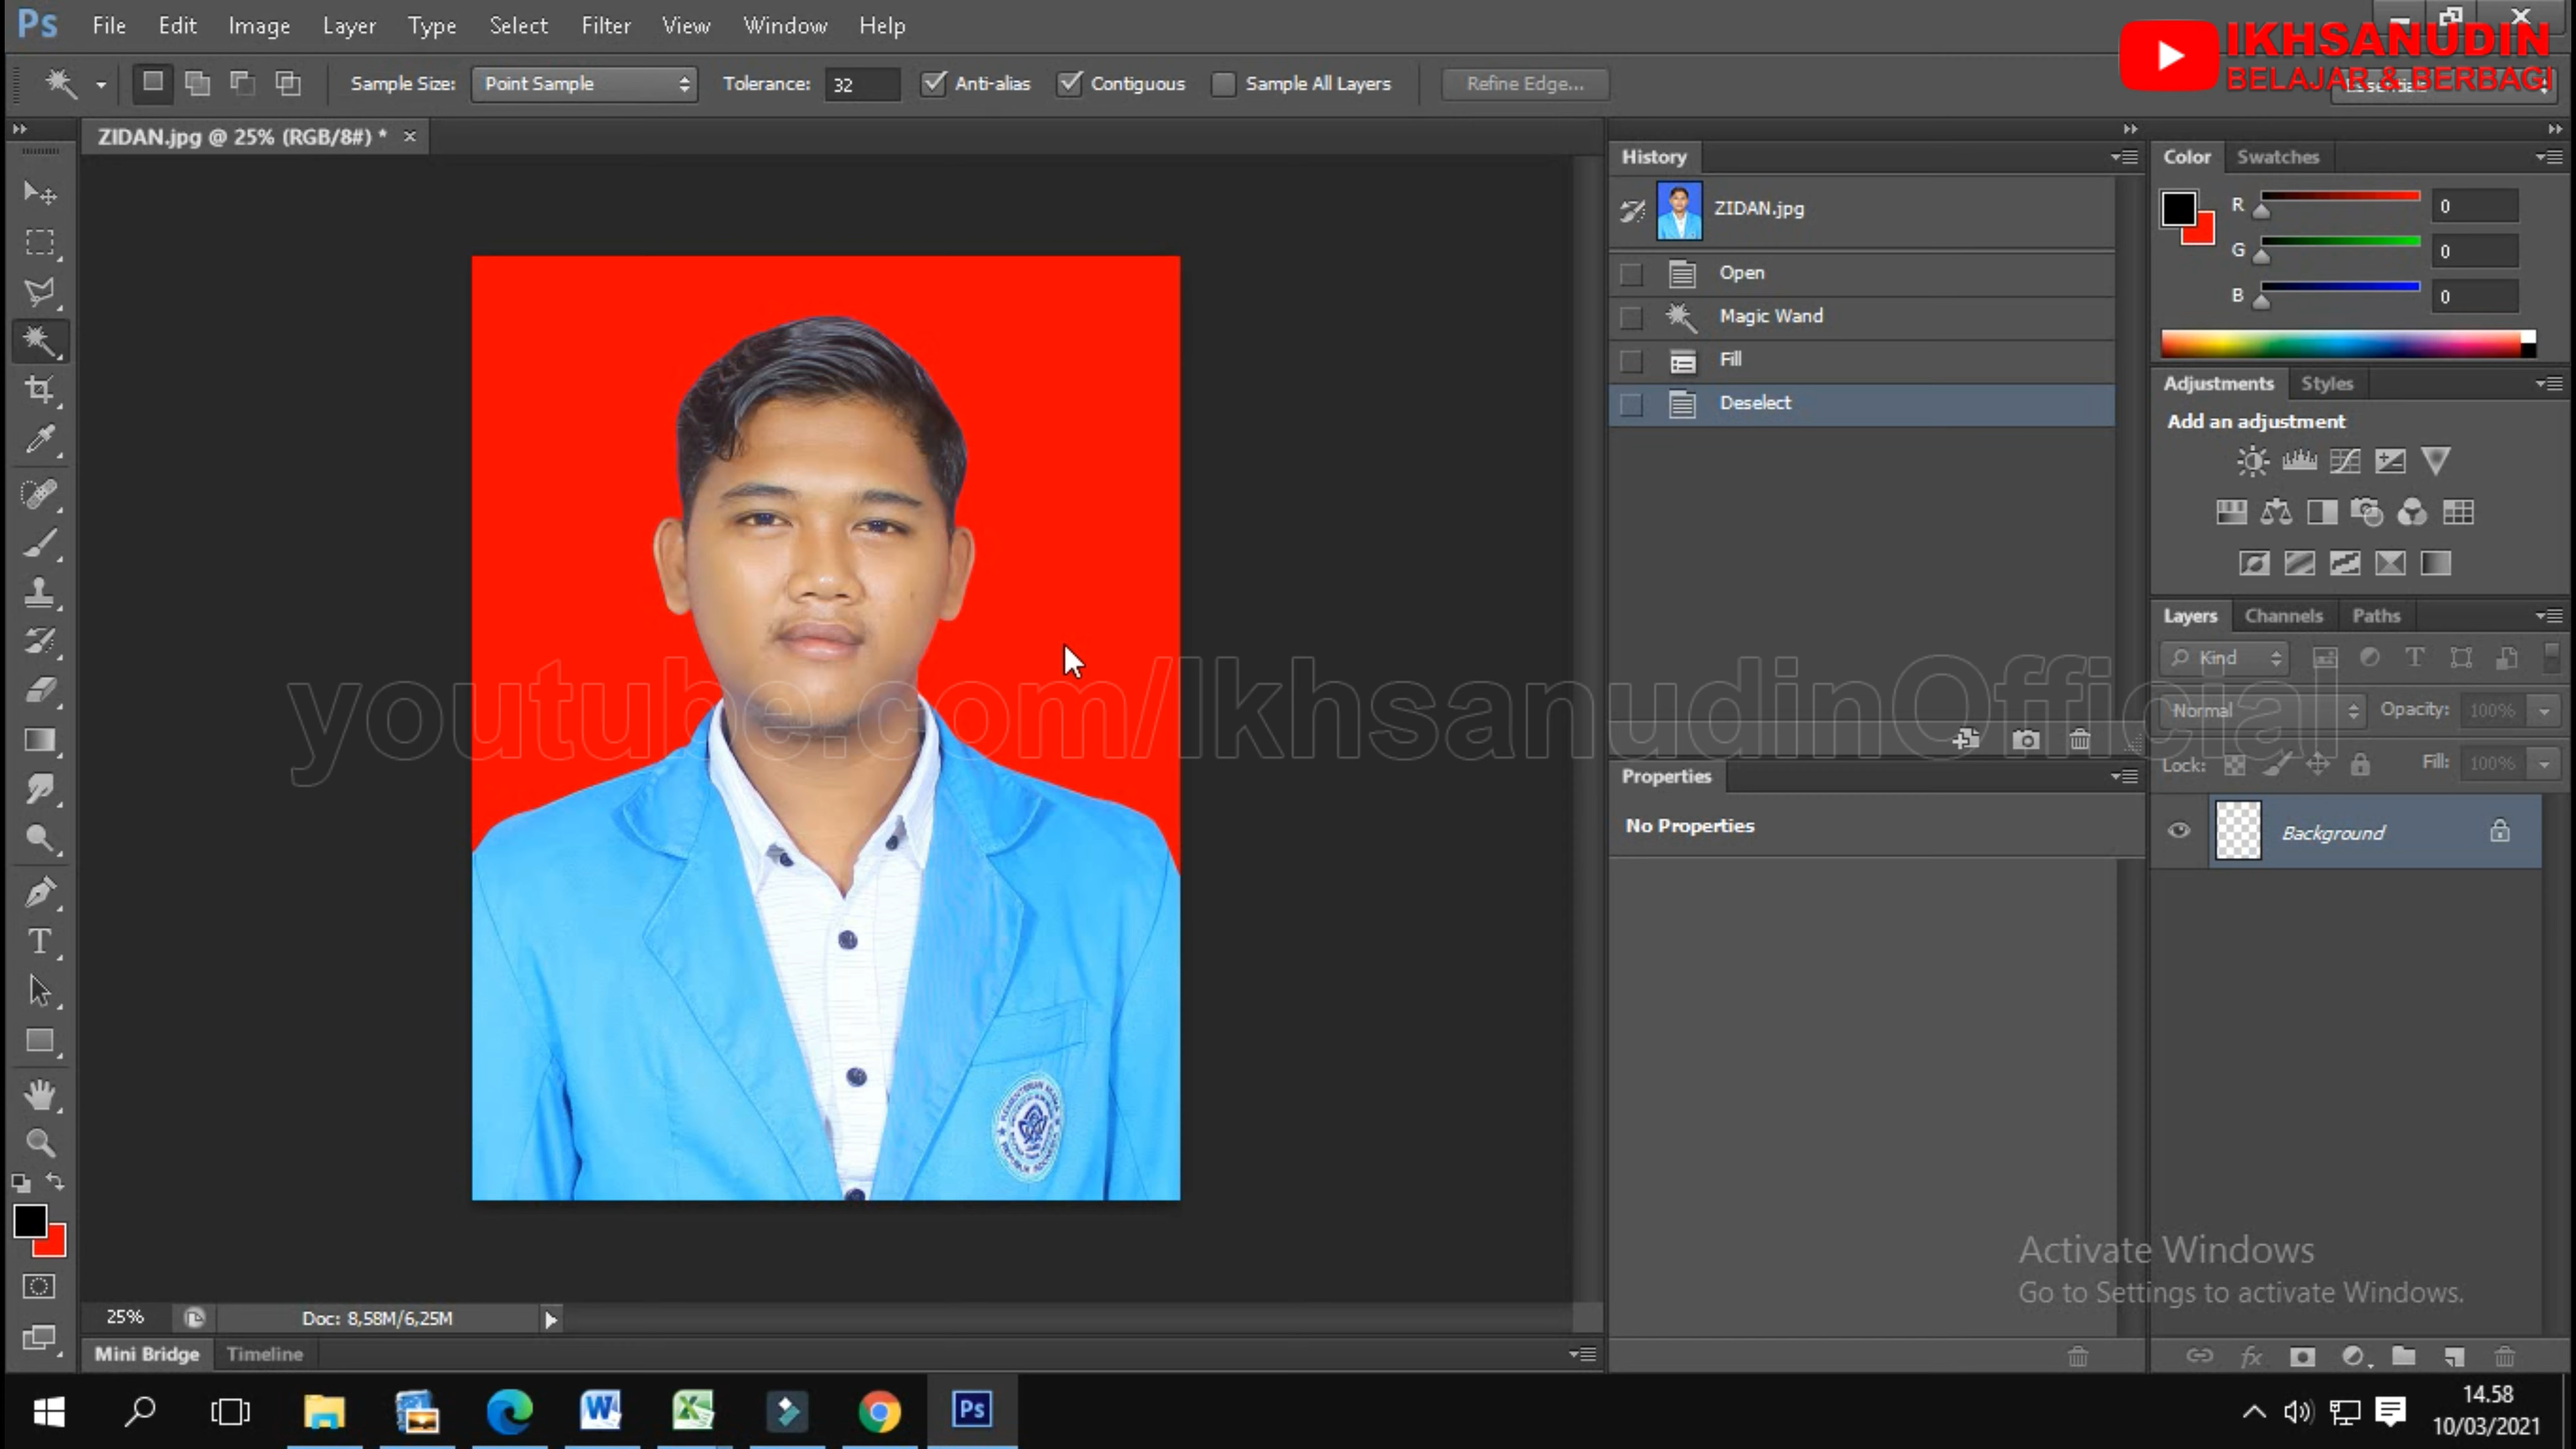 Ps File Edit Image Layer Type Select Filter View Window Help
IKHSANUDIN
BELAJAR & BERBAGI
Sample Size: Point Sample Tolerance: 32 Anti-alias Contiguous Sample All Layers Refine Edge... Essentials
ZIDAN.jpg @ 25% (RGB/8#) * ×
History
ZIDAN.jpg
Open
Magic Wand
Fill
Deselect
Color Swatches
R 0
G 0
B 0
Adjustments Styles
Add an adjustment
Layers Channels Paths
Kind
Normal Opacity: 100%
Lock: Fill: 100%
Background
youtube.com/IkhsanudinOfficial
Properties
No Properties
Activate Windows
Go to Settings to activate Windows.
25% Doc: 8,58M/6,25M
Mini Bridge Timeline
14.58
10/03/2021